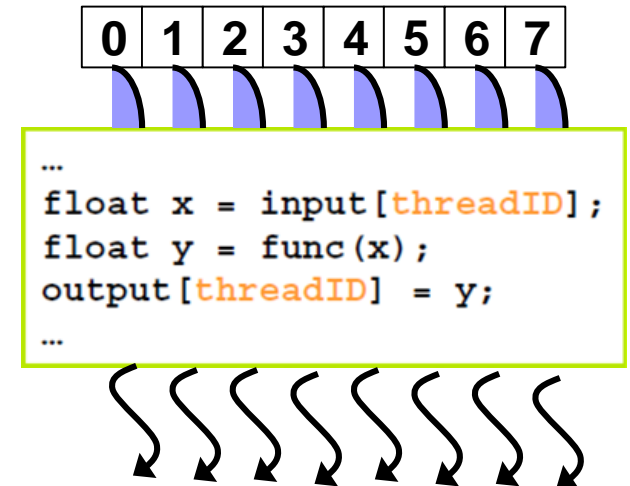 0 1 2 3 4 5 6 7
…
float x = input[threadID];
float y = func(x);
output[threadID] = y;
…